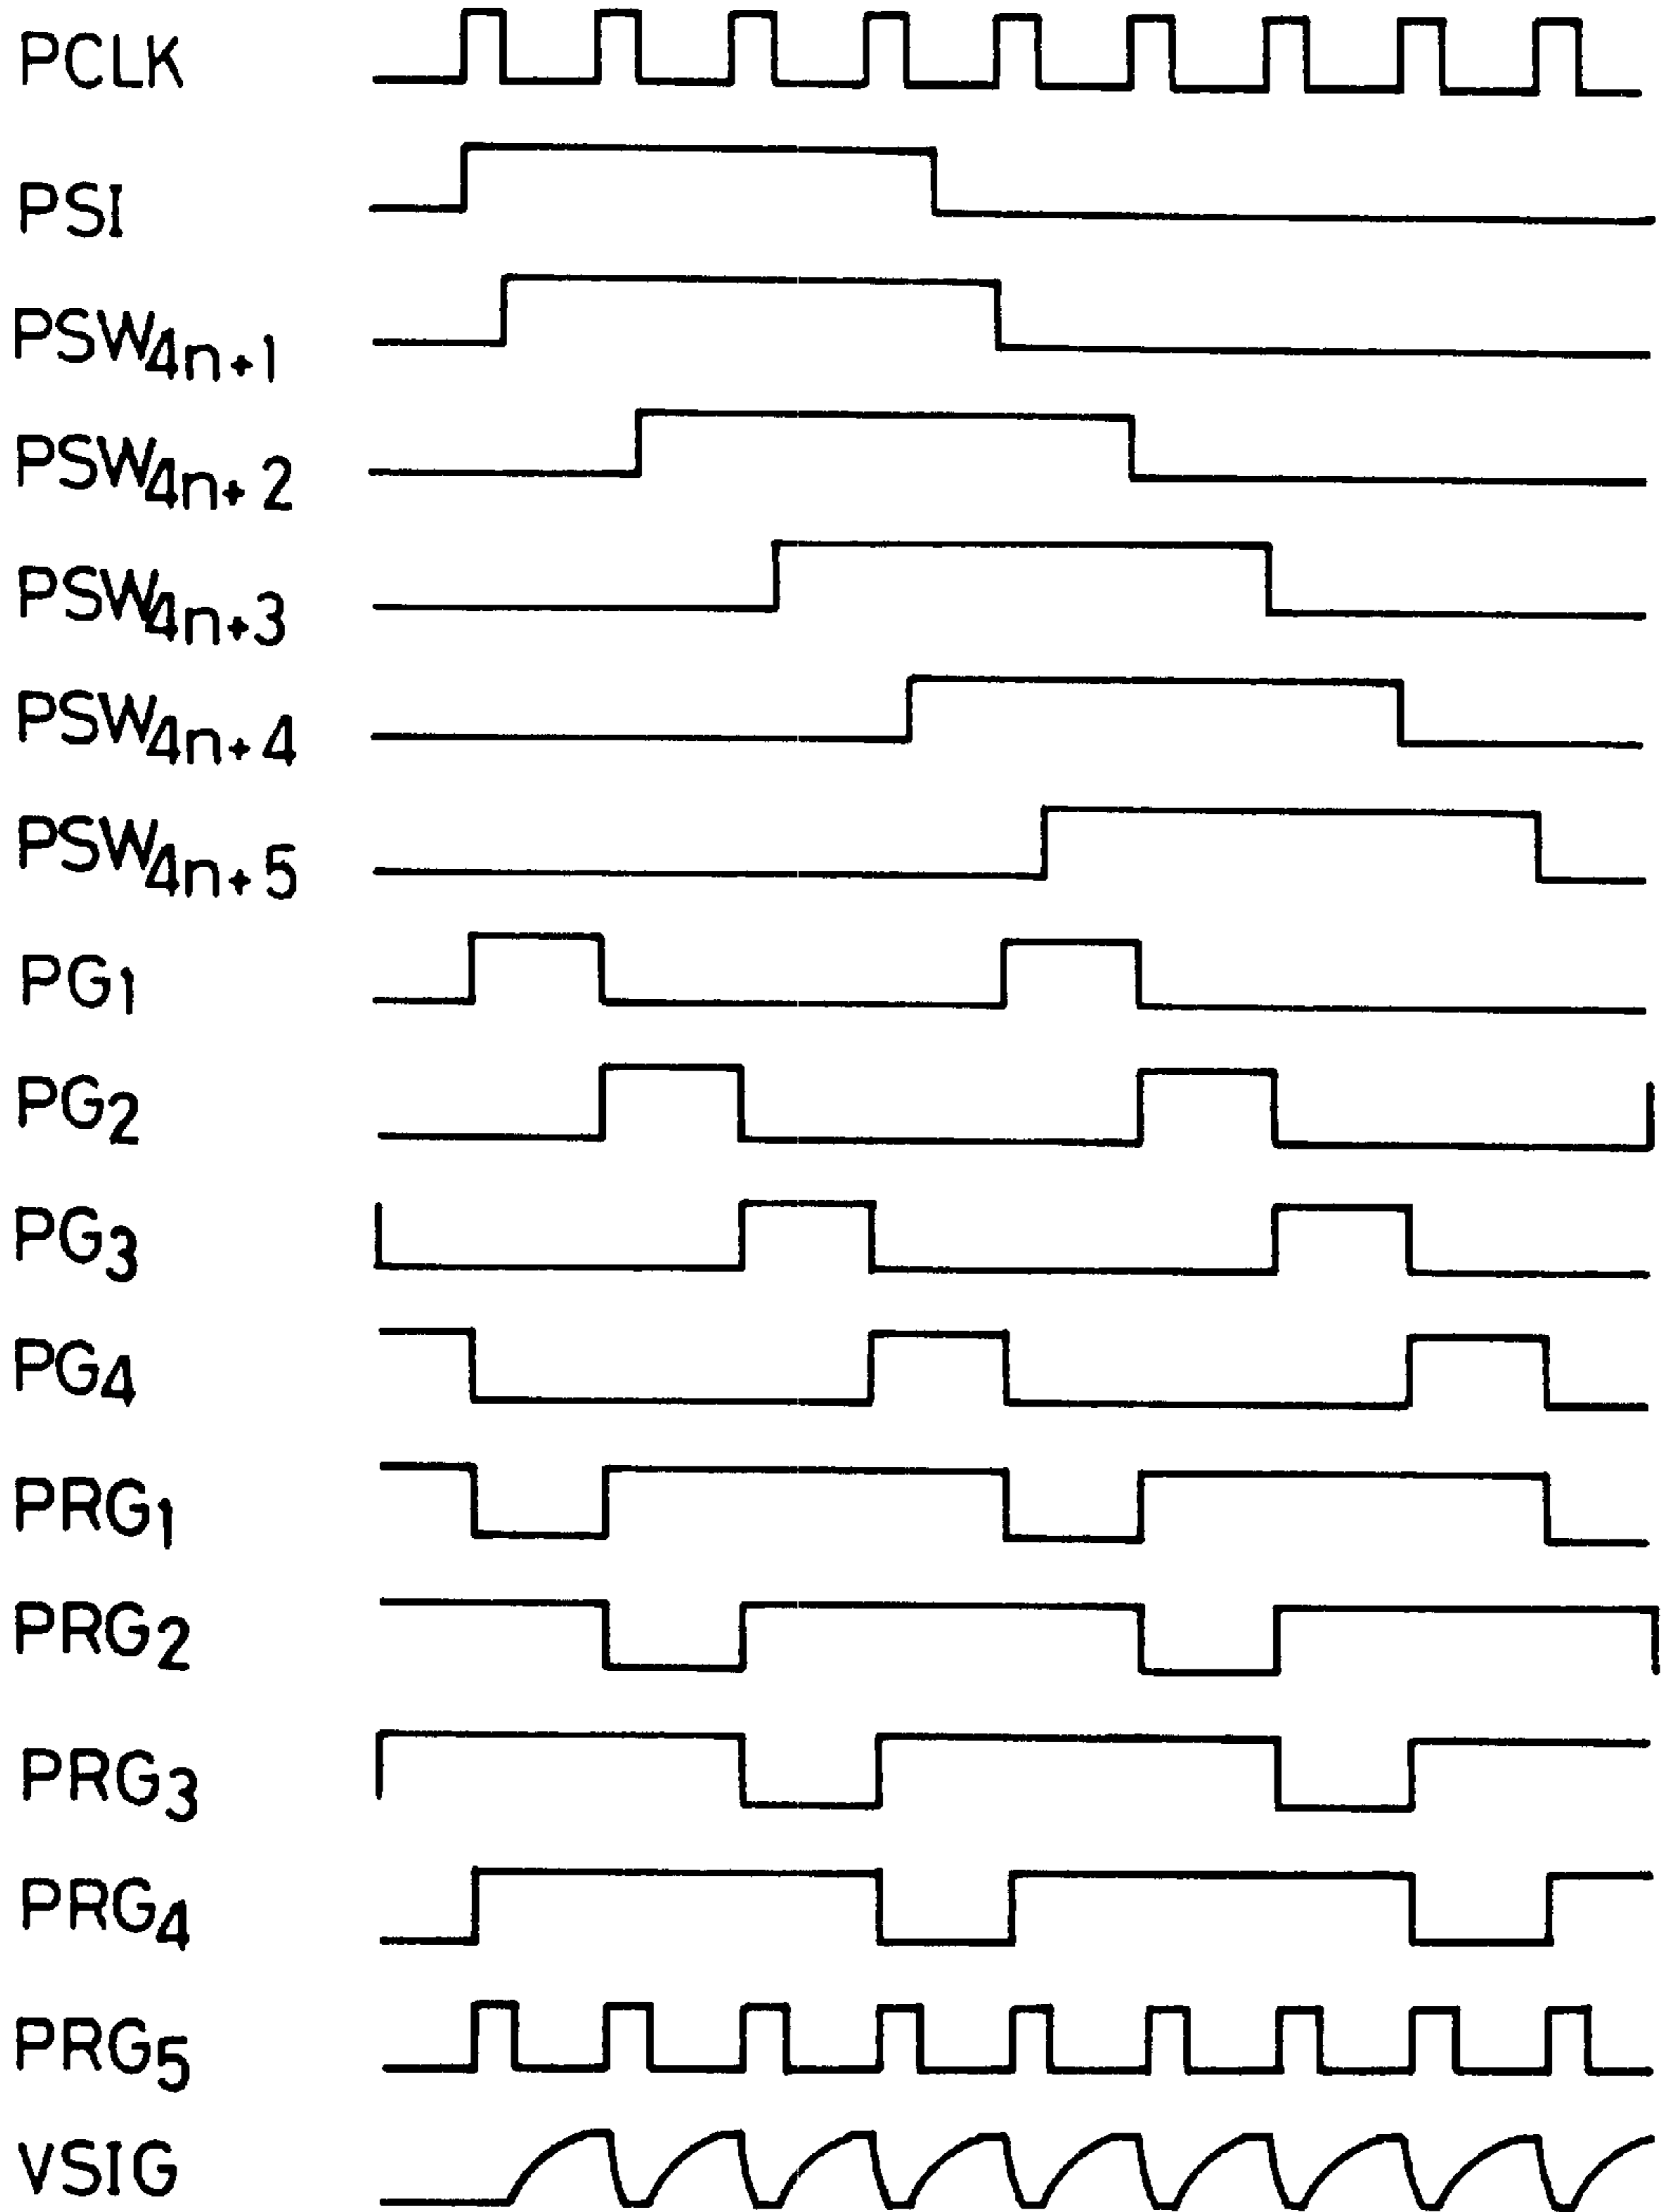 PCLK
PSI
PSW4n+1
PSW4n+2
PSW4n+3
PSW4n+4
PSW4n+5
PG1
PG2
PG3
PG4
PRG1
PRG2
PRG3
PRG4
PRG5
VSIG